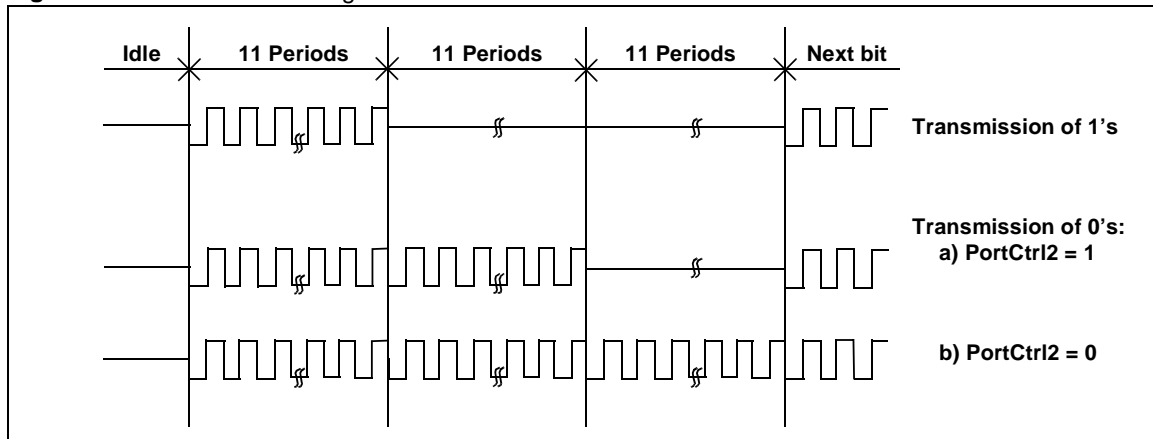 Idle 11 Periods 11 Periods 11 Periods Next bit
Transmission of 1's
Transmission of 0's:
a) PortCtrl2 = 1
b) PortCtrl2 = 0